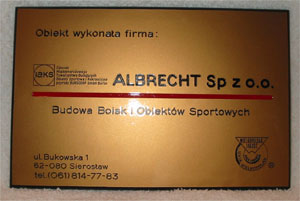 Obiekt wykonała firma:
IAKS
ALBRECHT Sp z o.o.
Budowa Boisk i Obiektów Sportowych
ul. Bukowska 1
62-080 Sierosław
tel. (061) 814-77-83